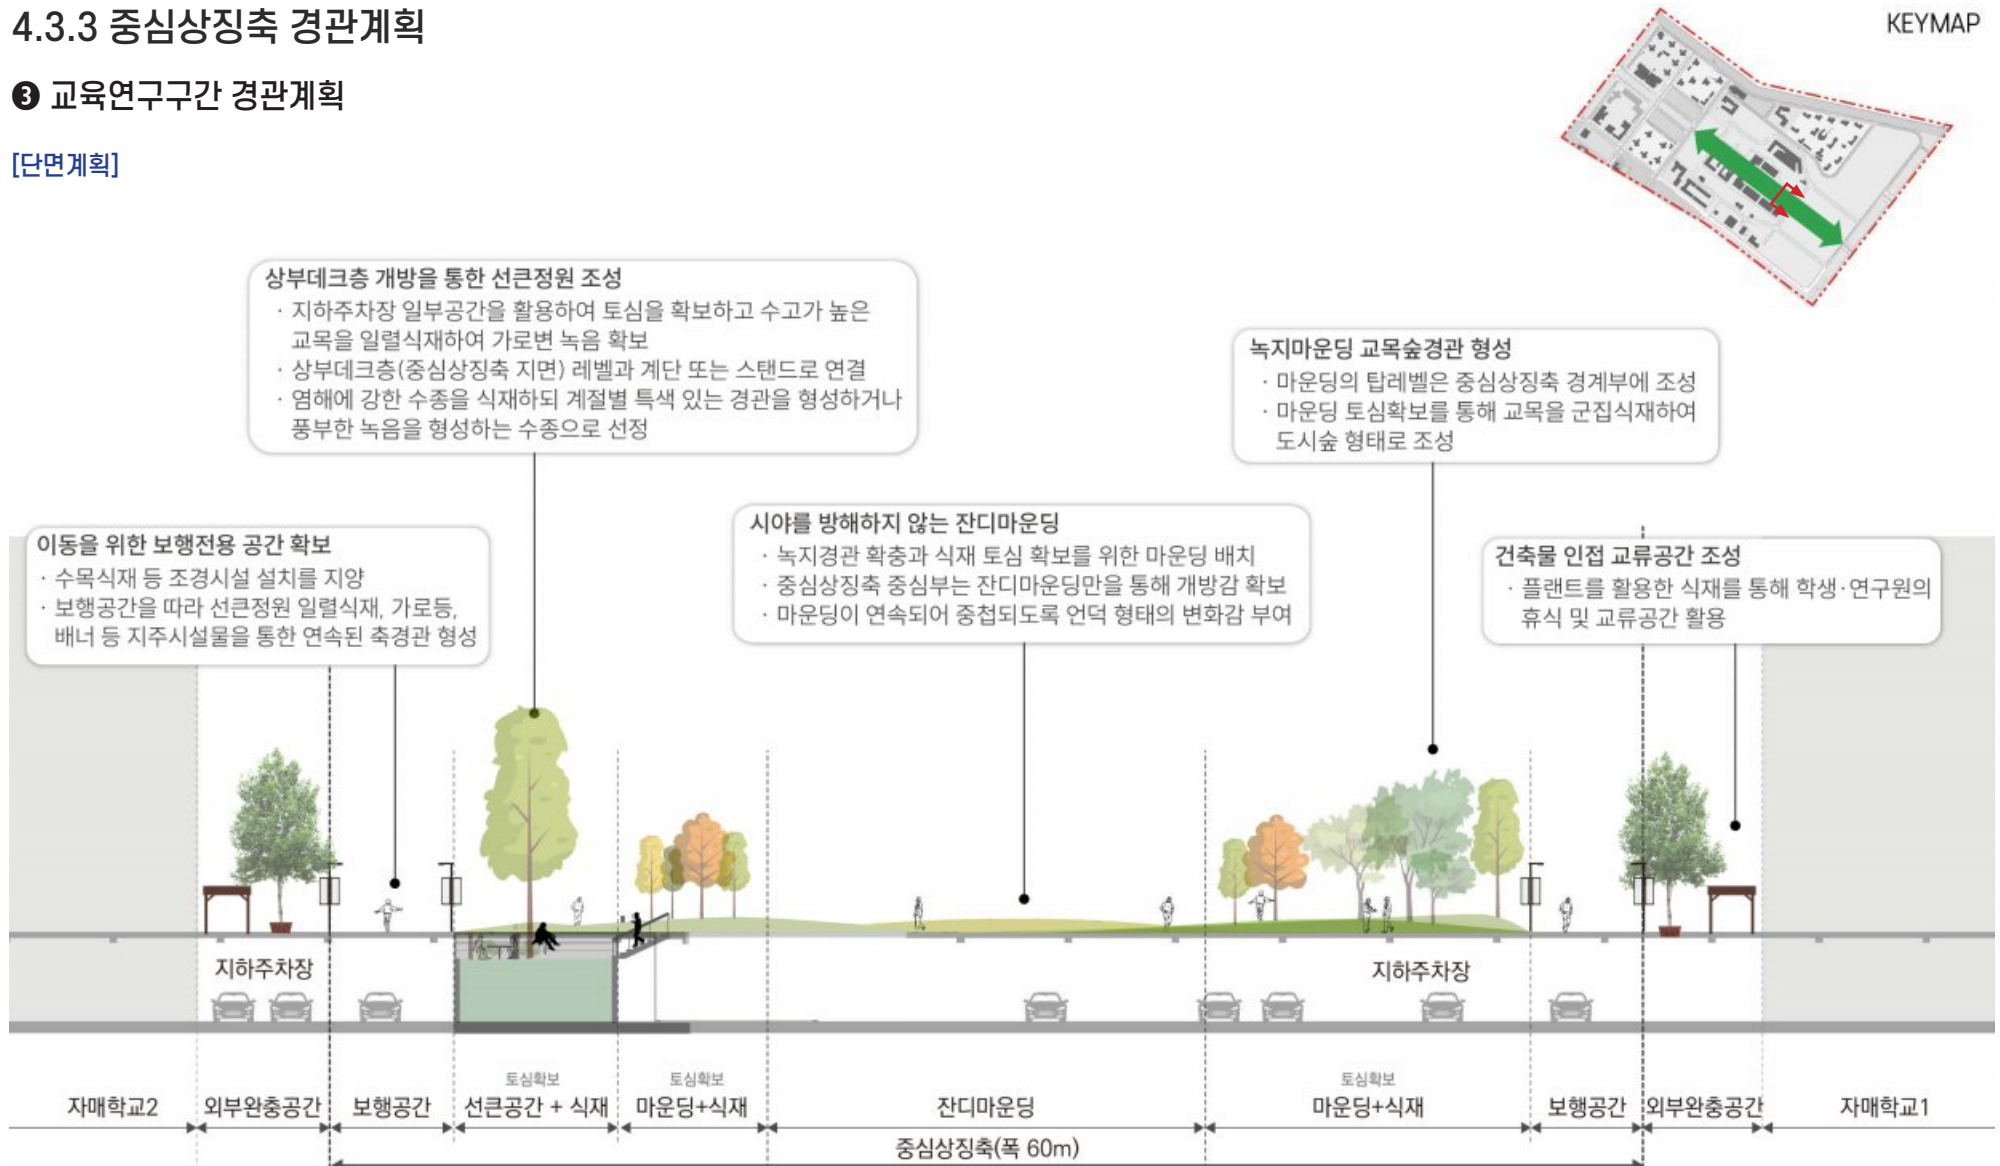 4.3.3 중심상징축 경관계획
KEYMAP
❸ 교육연구구간 경관계획
[단면계획]
상부데크층 개방을 통한 선큰정원 조성
· 지하주차장 일부공간을 활용하여 토심을 확보하고 수고가 높은
교목을 일렬식재하여 가로변 녹음 확보
· 상부데크층(중심상징축 지면) 레벨과 계단 또는 스탠드로 연결
· 염해에 강한 수종을 식재하되 계절별 특색 있는 경관을 형성하거나
풍부한 녹음을 형성하는 수종으로 선정
녹지마운딩 교목숲경관 형성
· 마운딩의 탑레벨은 중심상징축 경계부에 조성
· 마운딩 토심확보를 통해 교목을 군집식재하여
도시숲 형태로 조성
이동을 위한 보행전용 공간 확보
· 수목식재 등 조경시설 설치를 지양
· 보행공간을 따라 선큰정원 일렬식재, 가로등,
배너 등 지주시설물을 통한 연속된 축경관 형성
시야를 방해하지 않는 잔디마운딩
· 녹지경관 확충과 식재 토심 확보를 위한 마운딩 배치
· 중심상징축 중심부는 잔디마운딩만을 통해 개방감 확보
· 마운딩이 연속되어 중첩되도록 언덕 형태의 변화감 부여
건축물 인접 교류공간 조성
· 플랜트를 활용한 식재를 통해 학생·연구원의
휴식 및 교류공간 활용
지하주차장
지하주차장
토심확보
토심확보
토심확보
자매학교2
외부완충공간
보행공간
선큰공간 + 식재
마운딩+식재
잔디마운딩
마운딩+식재
보행공간
외부완충공간
자매학교1
중심상징축(폭 60m)